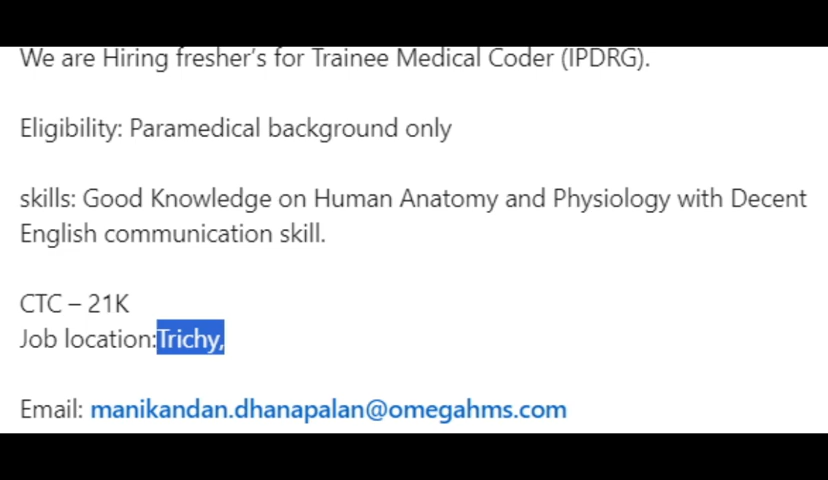 We are Hiring fresher's for Trainee Medical Coder (IPDRG).
Eligibility: Paramedical background only
skills: Good Knowledge on Human Anatomy and Physiology with Decent
English communication skill.
CTC – 21K
Job location:Trichy,
Email: manikandan.dhanapalan@omegahms.com